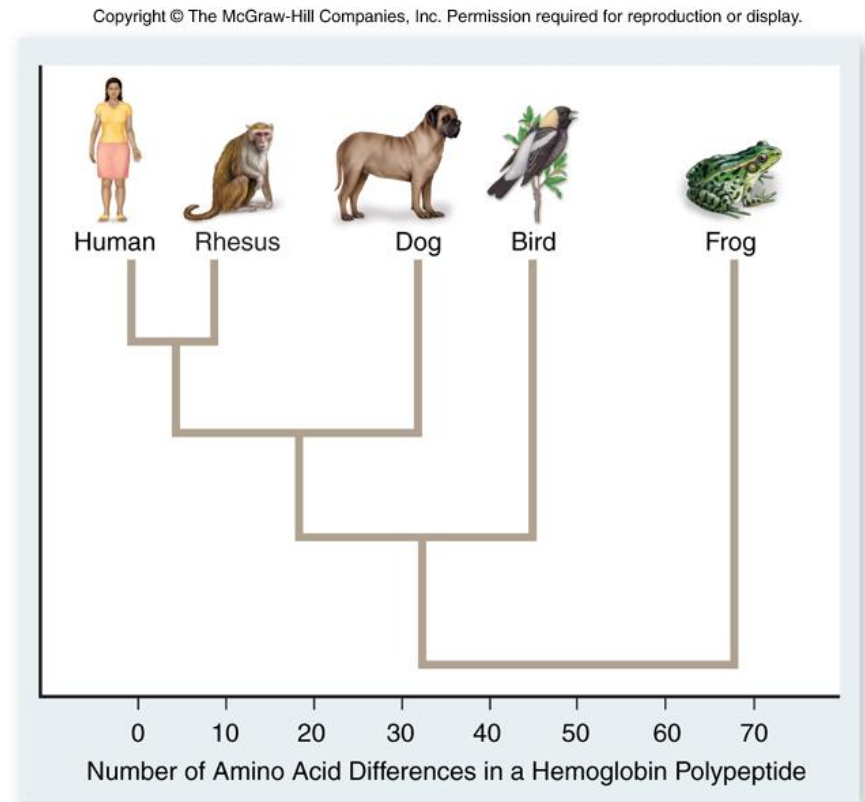 Copyright © The McGraw-Hill Companies, Inc. Permission required for reproduction or display.
Human Rhesus Dog Bird Frog
0 10 20 30 40 50 60 70
Number of Amino Acid Differences in a Hemoglobin Polypeptide